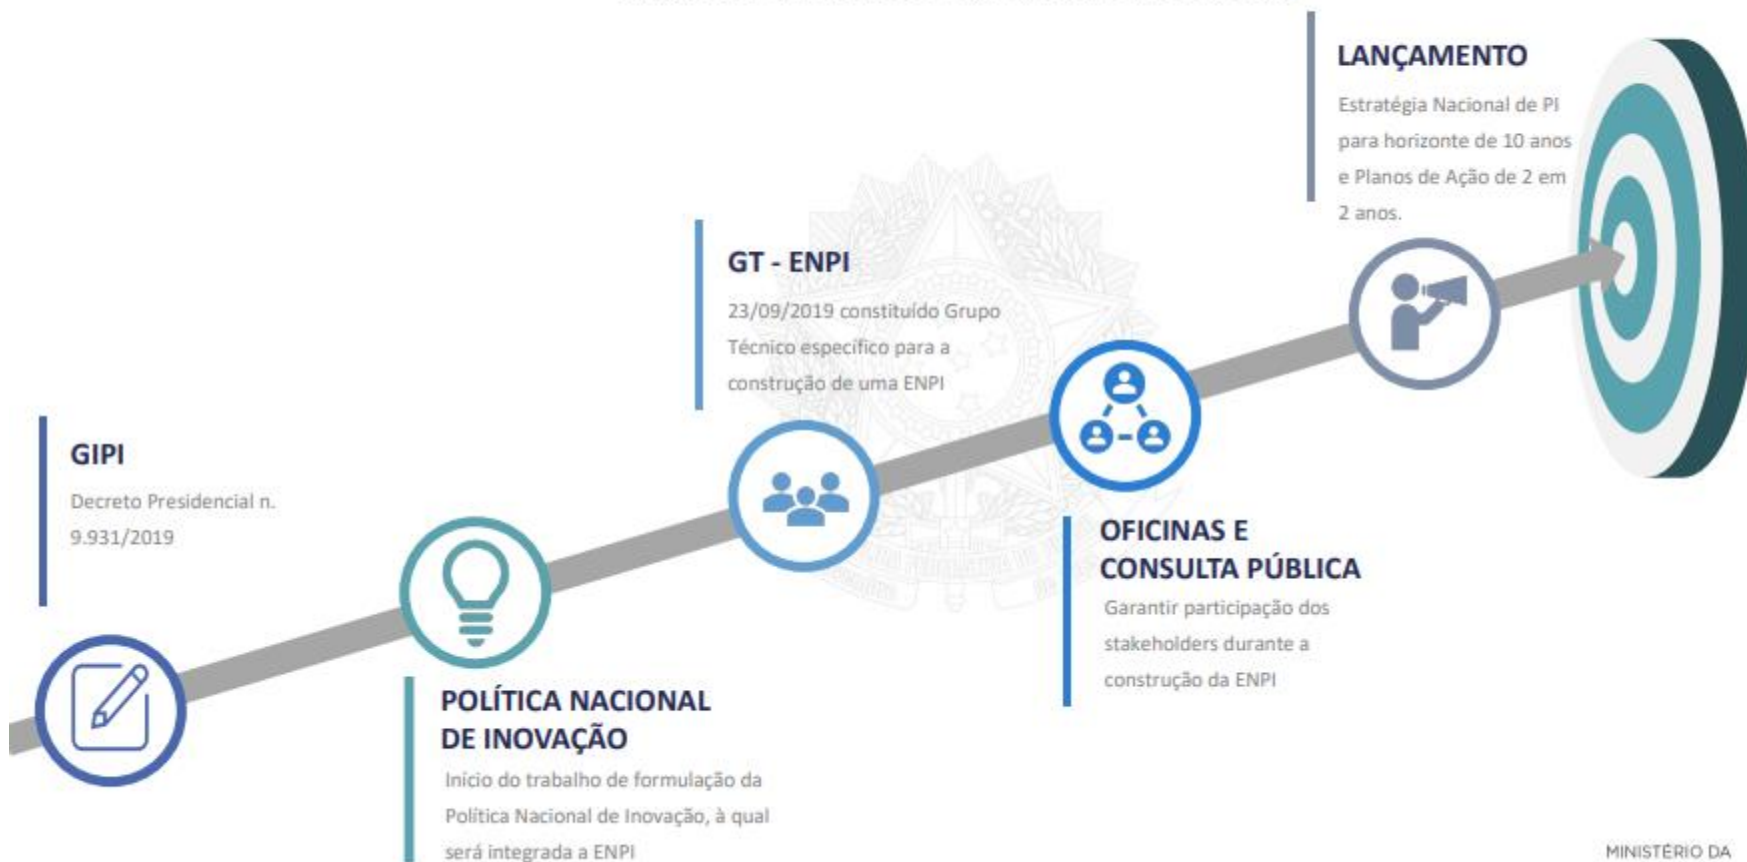 LANÇAMENTO
Estratégia Nacional de PI
para horizonte de 10 anos
e Planos de Ação de 2 em
2 anos.
GT - ENPI
23/09/2019 constituído Grupo
Técnico específico para a
construção de uma ENPI
GIPI
Decreto Presidencial n.
9.931/2019
OFICINAS E
CONSULTA PÚBLICA
Garantir participação dos
stakeholders durante a
construção da ENPI
POLÍTICA NACIONAL
DE INOVAÇÃO
Início do trabalho de formulação da
Política Nacional de Inovação, à qual
será integrada a ENPI
MINISTÉRIO DA